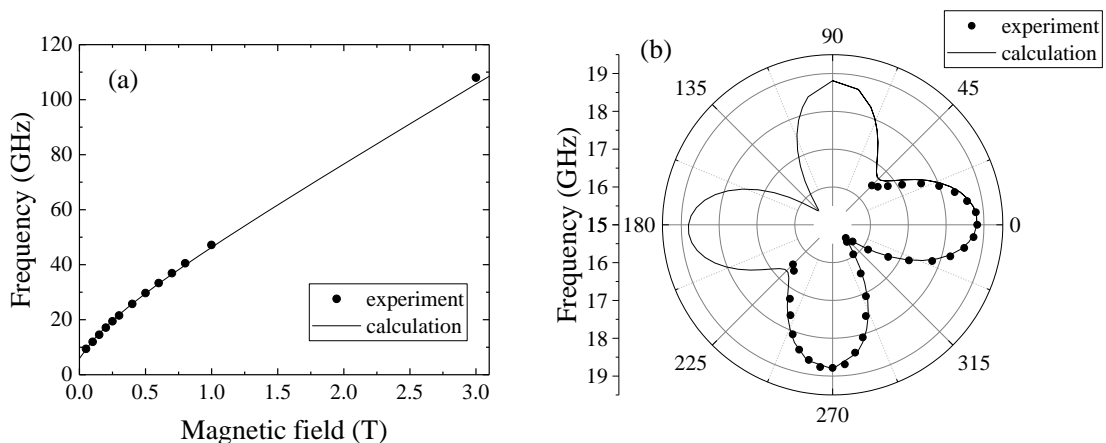 (a)
120
100
80
60
40
20
0
Frequency (GHz)
0.0 0.5 1.0 1.5 2.0 2.5 3.0
Magnetic field (T)
experiment
calculation
(b)
experiment
calculation
19
18
17
16
15
16
17
18
19
Frequency (GHz)
90
45
0
315
270
225
180
135